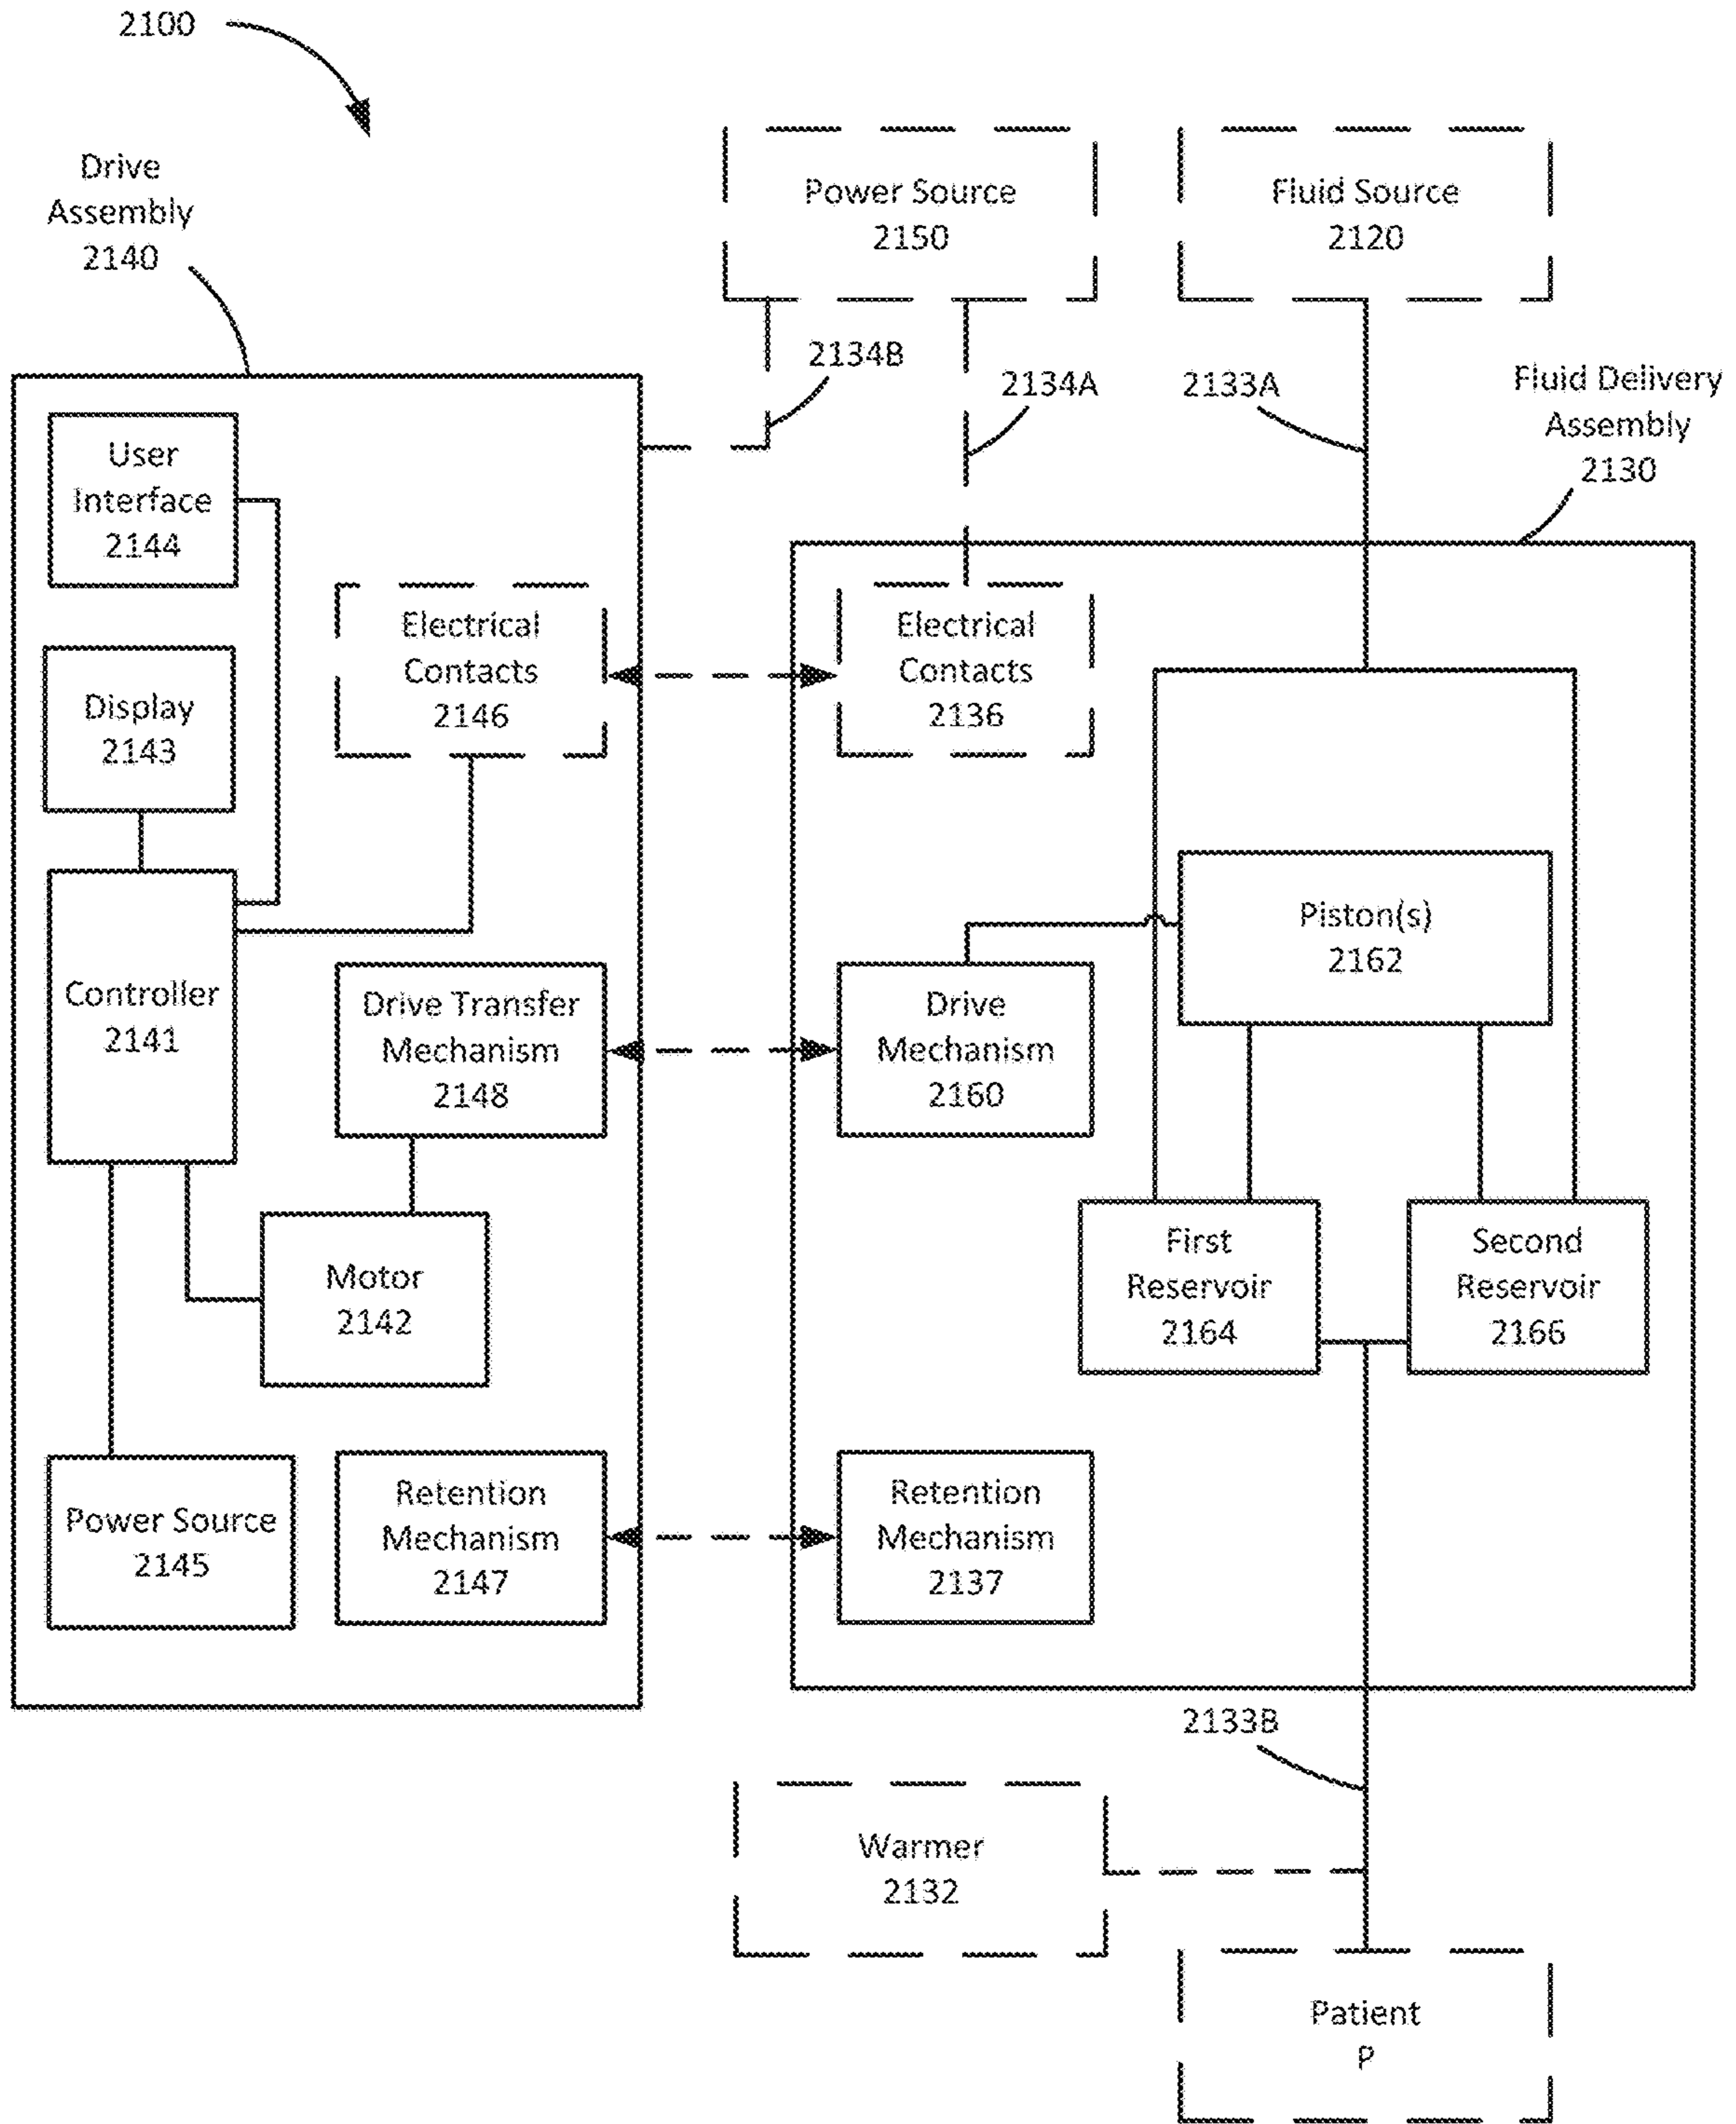 2100
Drive
Assembly
2140
Power Source
2150
Fluid Source
2120
2134B
2134A
2133A
Fluid Delivery
Assembly
2130
User
Interface
2144
Electrical
Contacts
2146
Electrical
Contacts
2136
Display
2143
Piston(s)
2162
Controller
2141
Drive Transfer
Mechanism
2148
Drive
Mechanism
2160
First
Reservoir
2164
Second
Reservoir
2166
Motor
2142
Power Source
2145
Retention
Mechanism
2147
Retention
Mechanism
2137
2133B
Warmer
2132
Patient
P